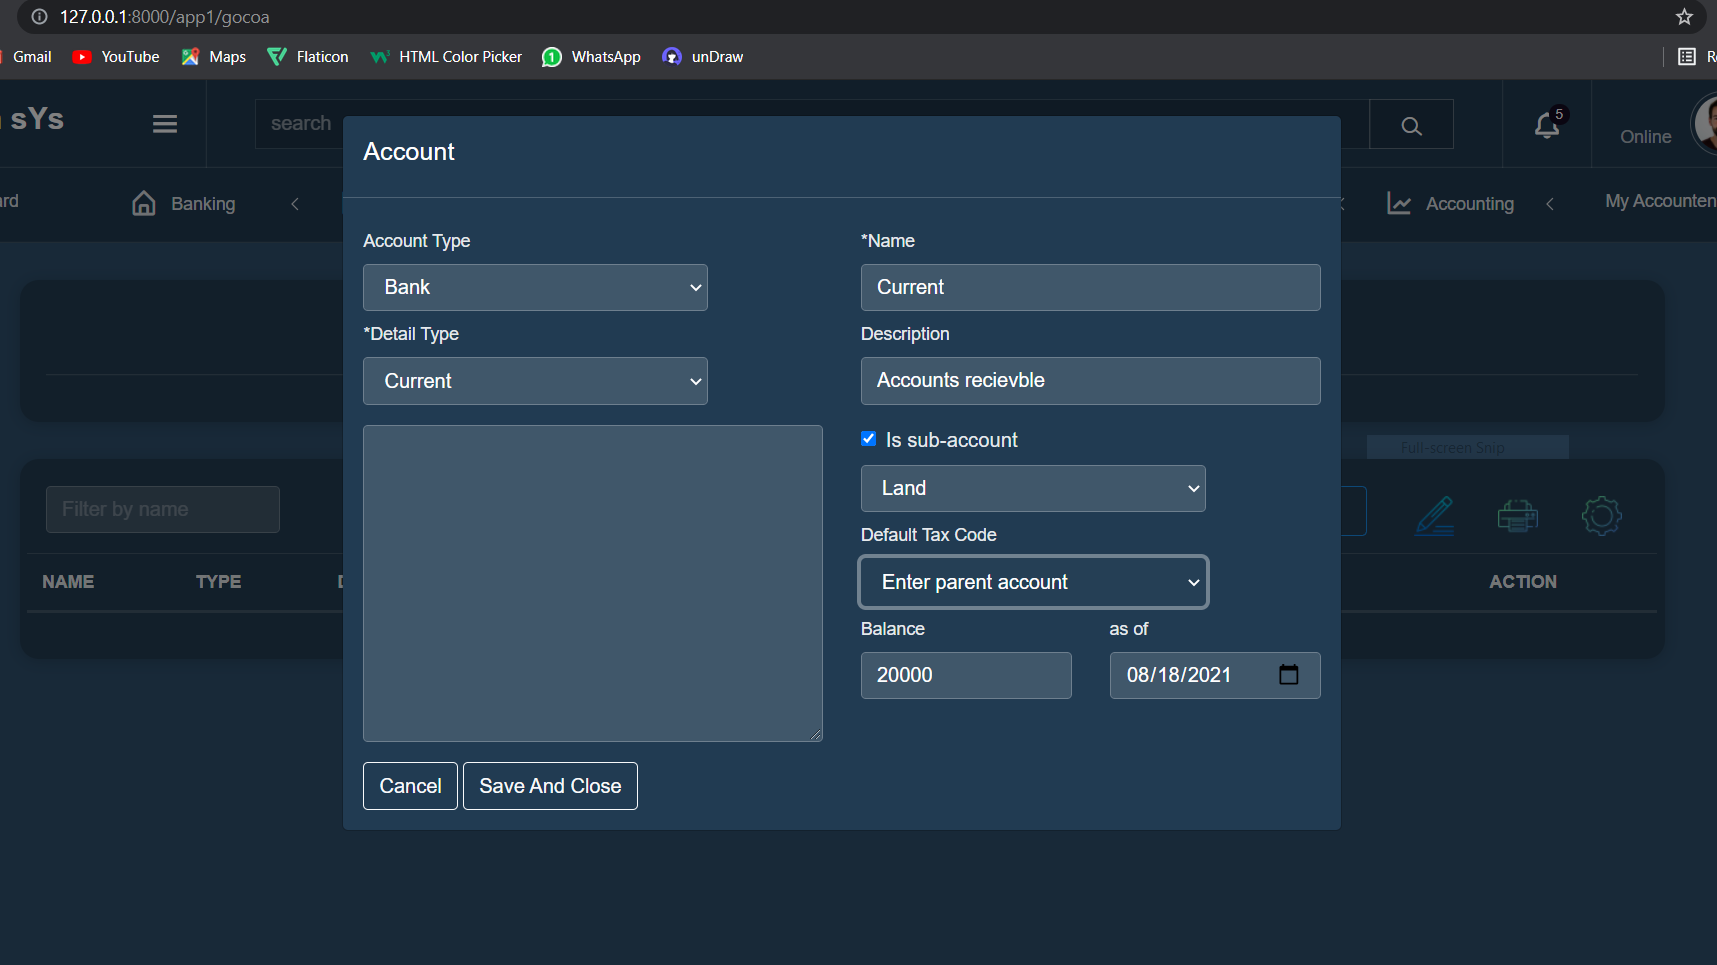 127.0.0.1:8000/app1/gocoa
Gmail YouTube Maps Flaticon HTML Color Picker WhatsApp unDraw
sYs
search
5
Online
Account
Banking
Accounting
My Accounten
Account Type
*Name
Bank
Current
*Detail Type
Description
Current
Accounts recievble
Is sub-account
Full-screen Snip
Land
Filter by name
Default Tax Code
Enter parent account
NAME TYPE ACTION
Balance as of
20000 08/18/2021
Cancel Save And Close